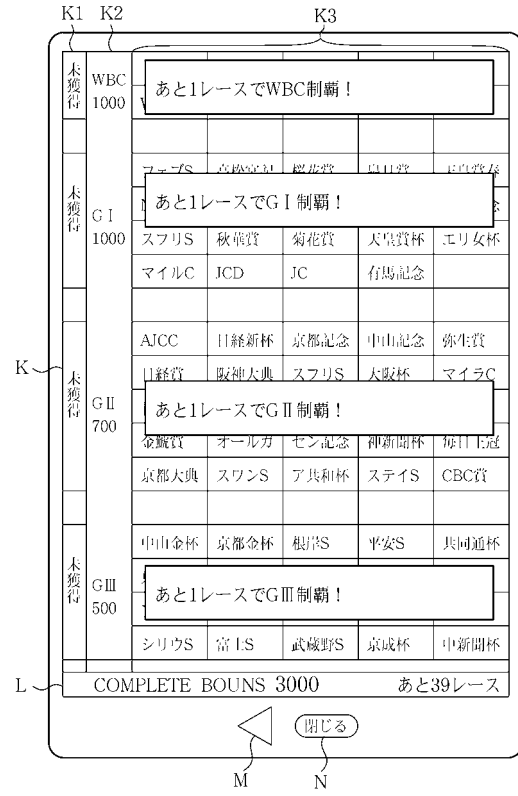 K1 K2 K3
未獲得
WBC
1000
あと1レースでWBC制覇！
未獲得
GⅠ
1000
あと1レースでGⅠ制覇！
スプリS 秋華賞 菊花賞 天皇賞杯 エリ女杯
マイルC JCD JC 有馬記念
K
未獲得
GⅡ
700
AJCC 日経新杯 京都記念 中山記念 弥生賞
日経賞 阪神大典 スプリS 大阪杯 マイラC
あと1レースでGⅡ制覇！
金鯱賞 オールカ セン記念 神新聞杯 毎日王冠
京都大典 スワンS ア共和杯 ステイS CBC賞
未獲得
GⅢ
500
中山金杯 京都金杯 根岸S 平安S 共同通杯
あと1レースでGⅢ制覇！
シリウS 富士S 武蔵野S 京成杯 中新聞杯
L
COMPLETE BOUNS 3000 あと39レース
閉じる
M N